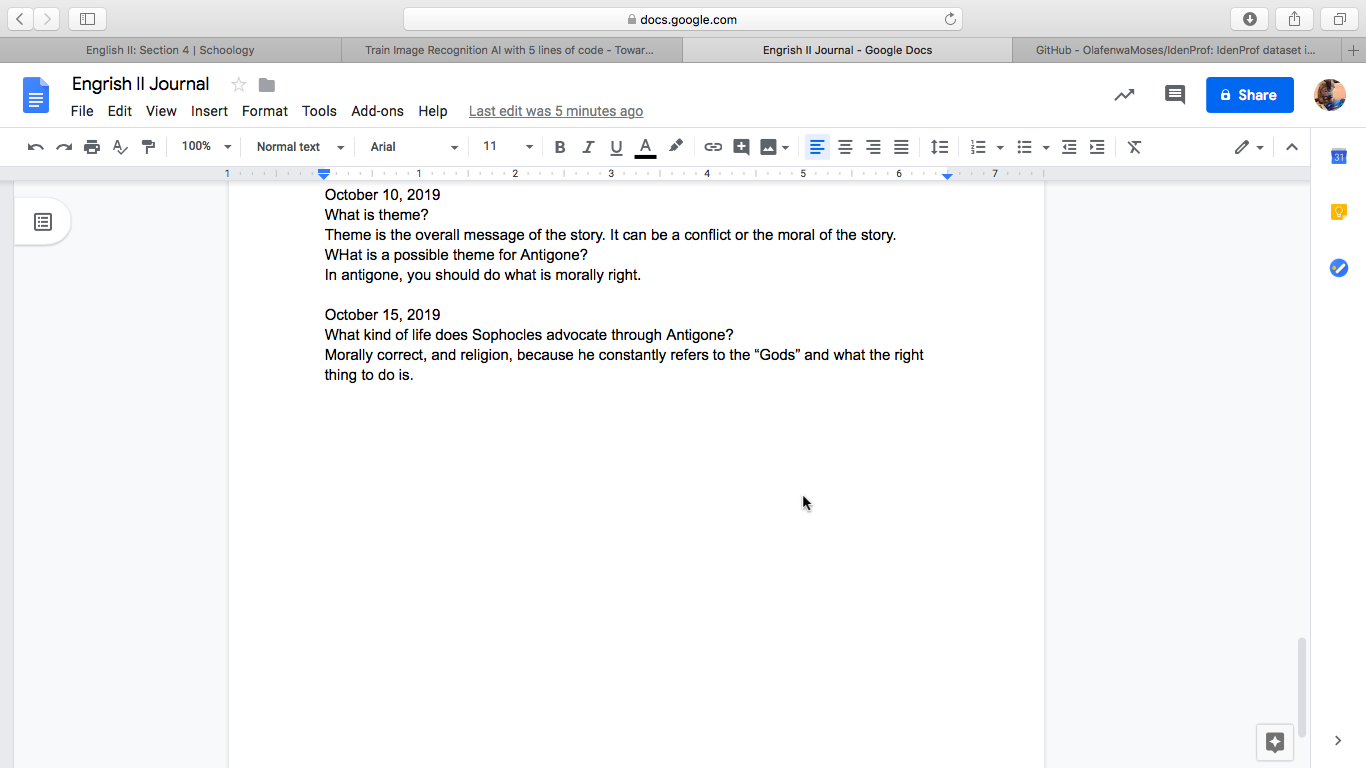 docs.google.com
English II: Section 4 | Schoology
Train Image Recognition AI with 5 lines of code - Towar...
Engrish II Journal - Google Docs
GitHub - OlafenwaMoses/IdenProf: IdenProf dataset i...
Engrish II Journal
File Edit View Insert Format Tools Add-ons Help Last edit was 5 minutes ago
Share
100% Normal text Arial 11 B I U A
1 1 2 3 4 5 6 7
31
October 10, 2019
What is theme?
Theme is the overall message of the story. It can be a conflict or the moral of the story.
WHat is a possible theme for Antigone?
In antigone, you should do what is morally right.
October 15, 2019
What kind of life does Sophocles advocate through Antigone?
Morally correct, and religion, because he constantly refers to the “Gods” and what the right
thing to do is.